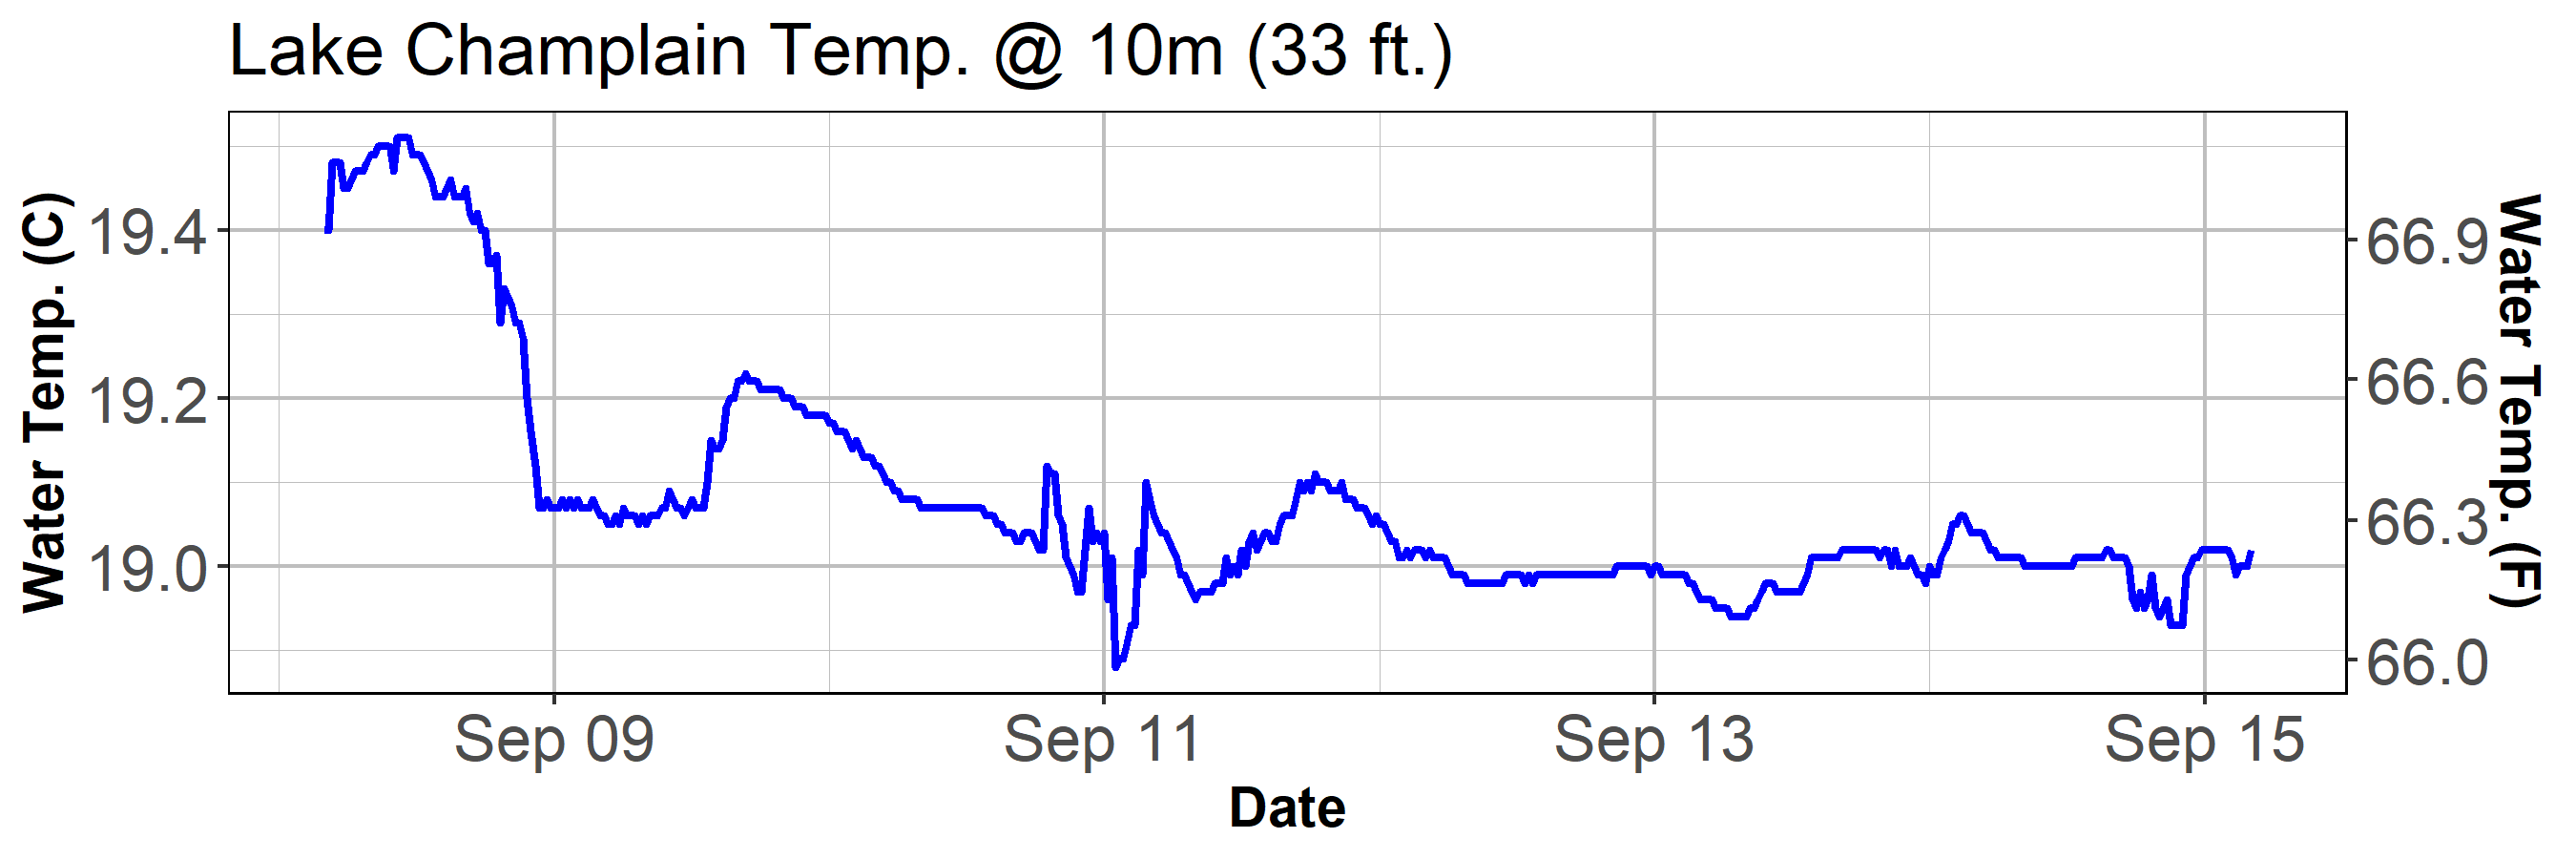 Lake Champlain Temp. @ 10m (33 ft.)
Water Temp. (C)
19.4
19.2
19.0
66.9
66.6
66.3
66.0
Water Temp. (F)
Sep 09
Sep 11
Sep 13
Sep 15
Date